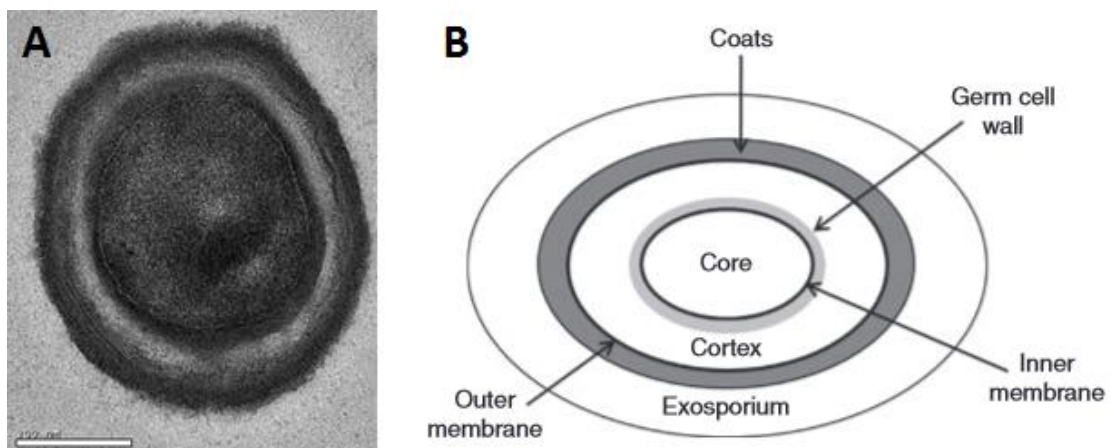 A
B
Coats
Germ cell
wall
Core
Cortex
Inner
membrane
Outer
membrane
Exosporium